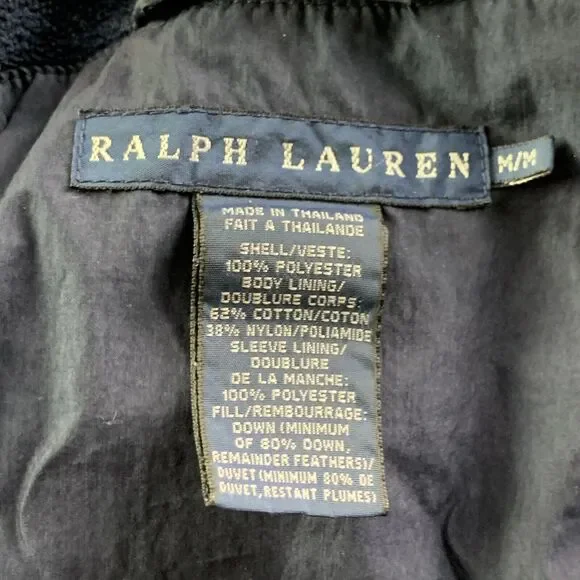 RALPH LAUREN
M/M
MADE IN THAILAND
FAIT A THAILANDE
SHELL/VESTE:
100% POLYESTER
BODY LINING/
DOUBLURE CORPS:
62% COTTON/COTON
38% NYLON/POLIAMIDE
SLEEVE LINING/
DOUBLURE
DE LA MANCHE:
100% POLYESTER
FILL/REMBOURRAGE:
DOWN (MINIMUM
OF 80% DOWN,
REMAINDER FEATHERS)/
DUVET (MINIMUM 80% DE
DUVET,RESTANT PLUMES)